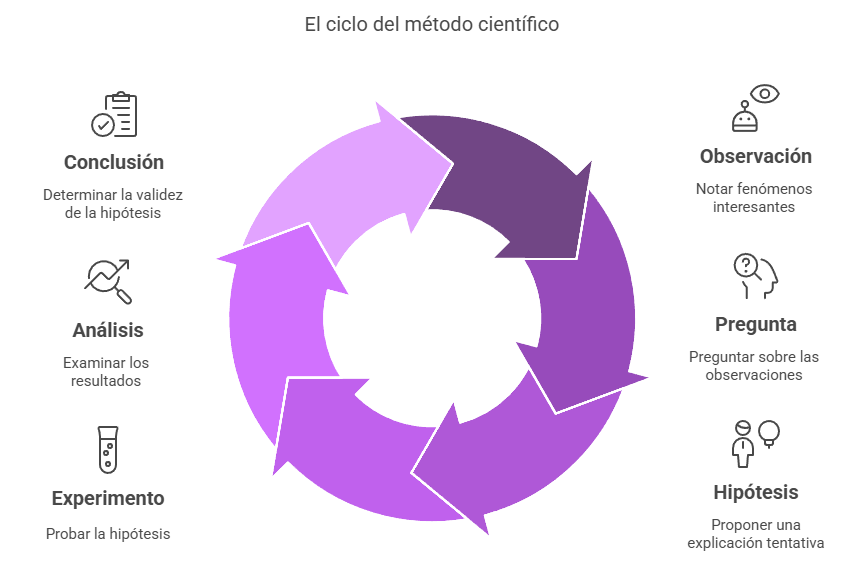 El ciclo del método científico
Observación
Notar fenómenos
interesantes
Pregunta
Preguntar sobre las
observaciones
Hipótesis
Proponer una
explicación tentativa
Experimento
Probar la hipótesis
Análisis
Examinar los
resultados
Conclusión
Determinar la validez
de la hipótesis